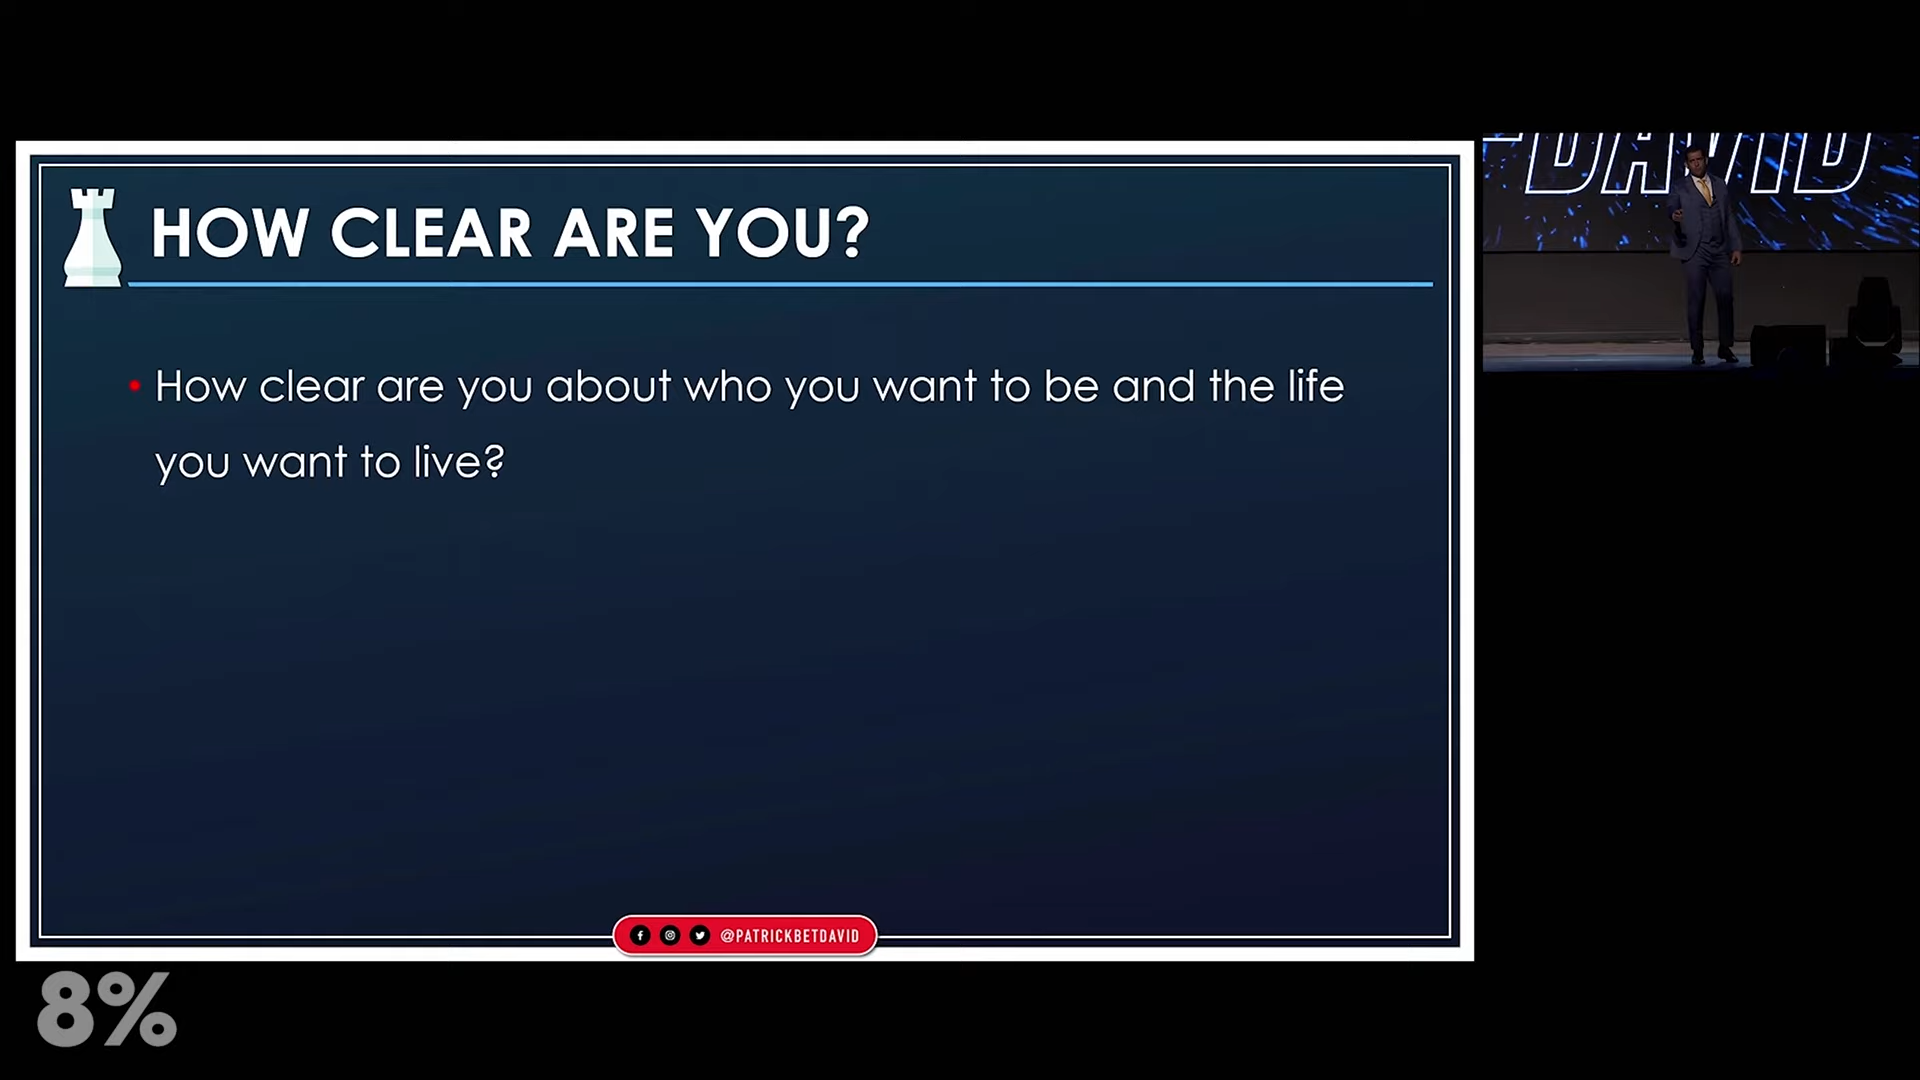 -DAVID
HOW CLEAR ARE YOU?
• How clear are you about who you want to be and the life
you want to live?
@PATRICKBETDAVID
8%